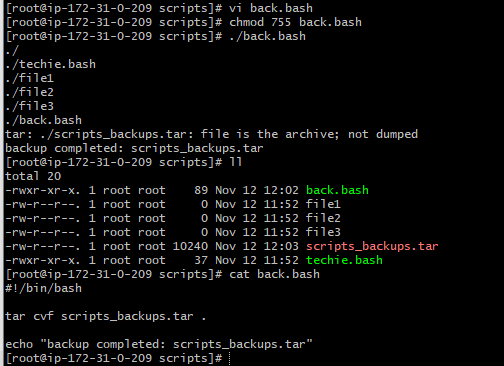 [root@ip-172-31-0-209 scripts]# vi back.bash
[root@ip-172-31-0-209 scripts]# chmod 755 back.bash
[root@ip-172-31-0-209 scripts]# ./back.bash
./
./techie.bash
./file1
./file2
./file3
./back.bash
tar: ./scripts_backups.tar: file is the archive; not dumped
backup completed: scripts_backups.tar
[root@ip-172-31-0-209 scripts]# ll
total 20
-rwxr-xr-x. 1 root root    89 Nov 12 12:02 back.bash
-rw-r--r--. 1 root root     0 Nov 12 11:52 file1
-rw-r--r--. 1 root root     0 Nov 12 11:52 file2
-rw-r--r--. 1 root root     0 Nov 12 11:52 file3
-rw-r--r--. 1 root root 10240 Nov 12 12:03 scripts_backups.tar
-rwxr-xr-x. 1 root root    37 Nov 12 11:52 techie.bash
[root@ip-172-31-0-209 scripts]# cat back.bash
#!/bin/bash
tar cvf scripts_backups.tar .
echo "backup completed: scripts_backups.tar"
[root@ip-172-31-0-209 scripts]#